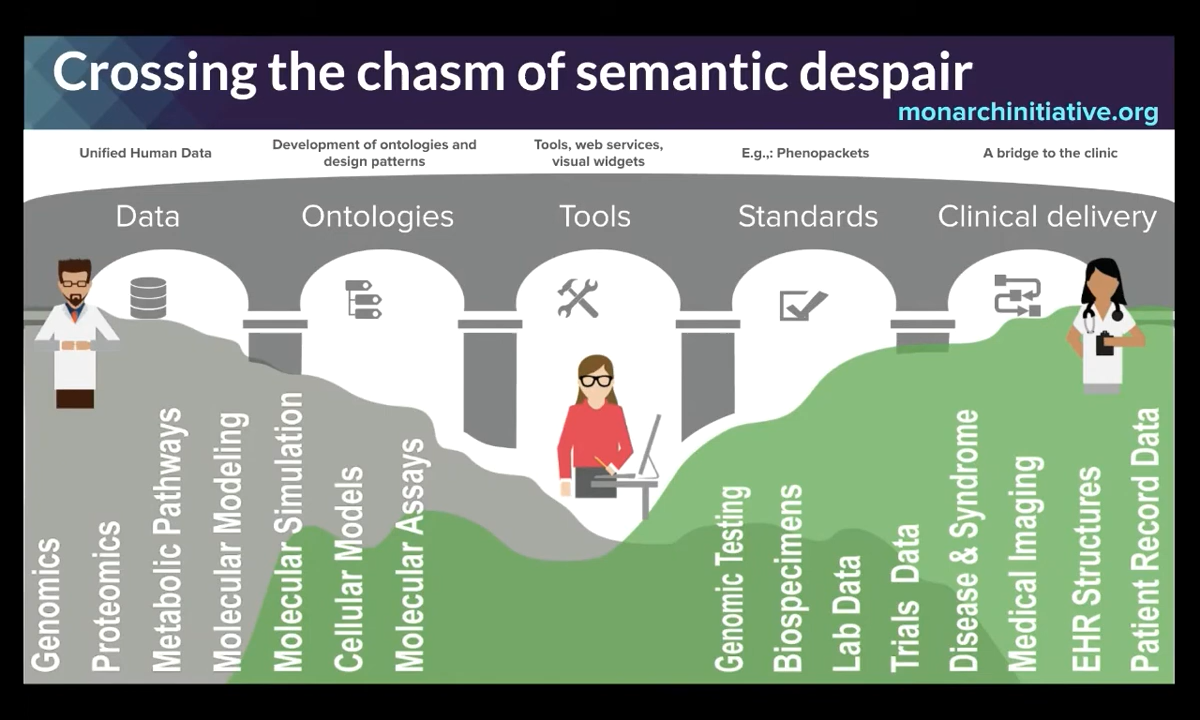 Crossing the chasm of semantic despair
monarchinitiative.org
Unified Human Data
Development of ontologies and
design patterns
Tools, web services,
visual widgets
E.g.,: Phenopackets
A bridge to the clinic
Data
Ontologies
Tools
Standards
Clinical delivery
Genomics
Proteomics
Metabolic Pathways
Molecular Modeling
Molecular Simulation
Cellular Models
Molecular Assays
Genomic Testing
Biospecimens
Lab Data
Trials Data
Disease & Syndrome
Medical Imaging
EHR Structures
Patient Record Data